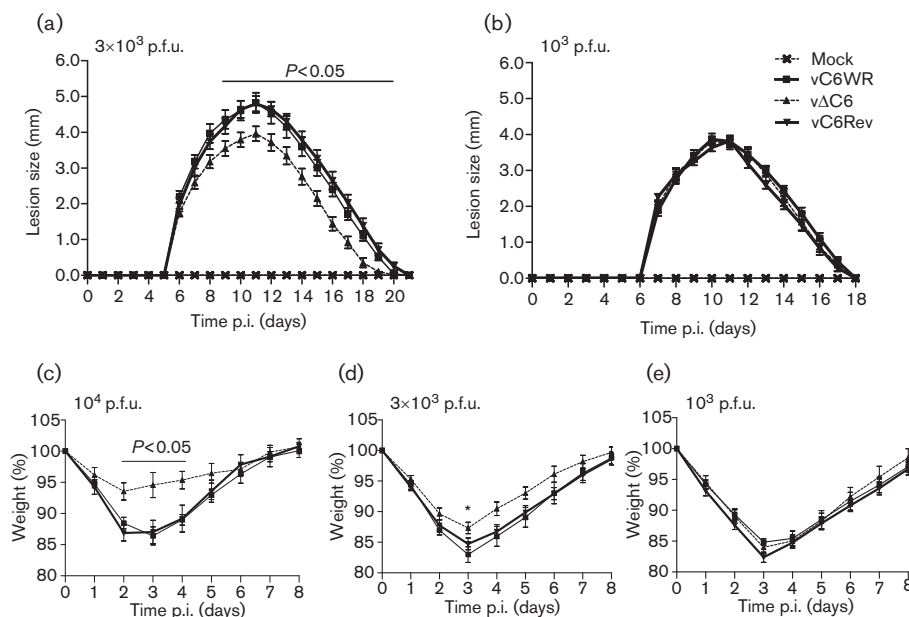 (a)
3×10³ p.f.u.
P<0.05
6.0
5.0
4.0
3.0
2.0
1.0
0.0
Lesion size (mm)
0 2 4 6 8 10 12 14 16 18 20
Time p.i. (days)
(b)
10³ p.f.u.
6.0
5.0
4.0
3.0
2.0
1.0
0.0
Lesion size (mm)
0 2 4 6 8 10 12 14 16 18
Time p.i. (days)
Mock
vC6WR
vΔC6
vC6Rev
(c)
10⁴ p.f.u.
P<0.05
105
100
95
90
85
80
Weight (%)
0 1 2 3 4 5 6 7 8
Time p.i. (days)
(d)
3×10³ p.f.u.
*
105
100
95
90
85
80
Weight (%)
0 1 2 3 4 5 6 7 8
Time p.i. (days)
(e)
10³ p.f.u.
105
100
95
90
85
80
Weight (%)
0 1 2 3 4 5 6 7 8
Time p.i. (days)